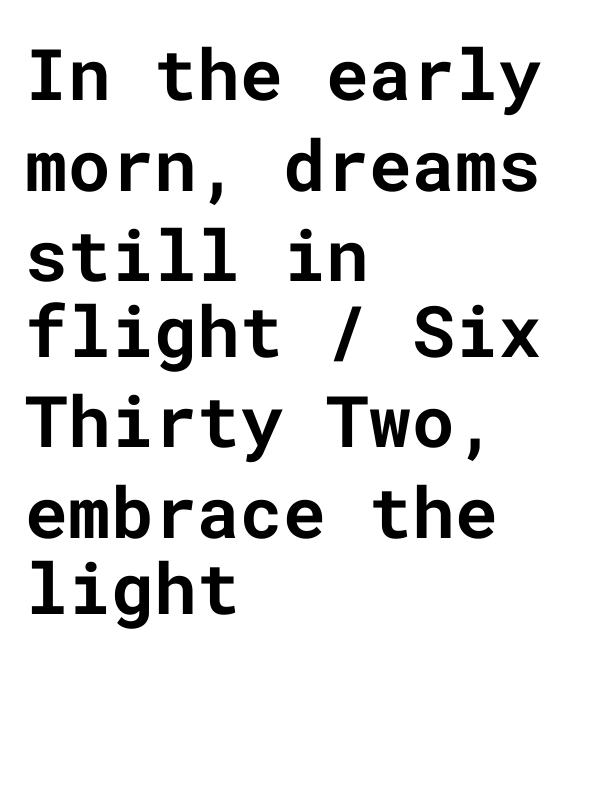 In the early
morn, dreams
still in
flight / Six
Thirty Two,
embrace the
light